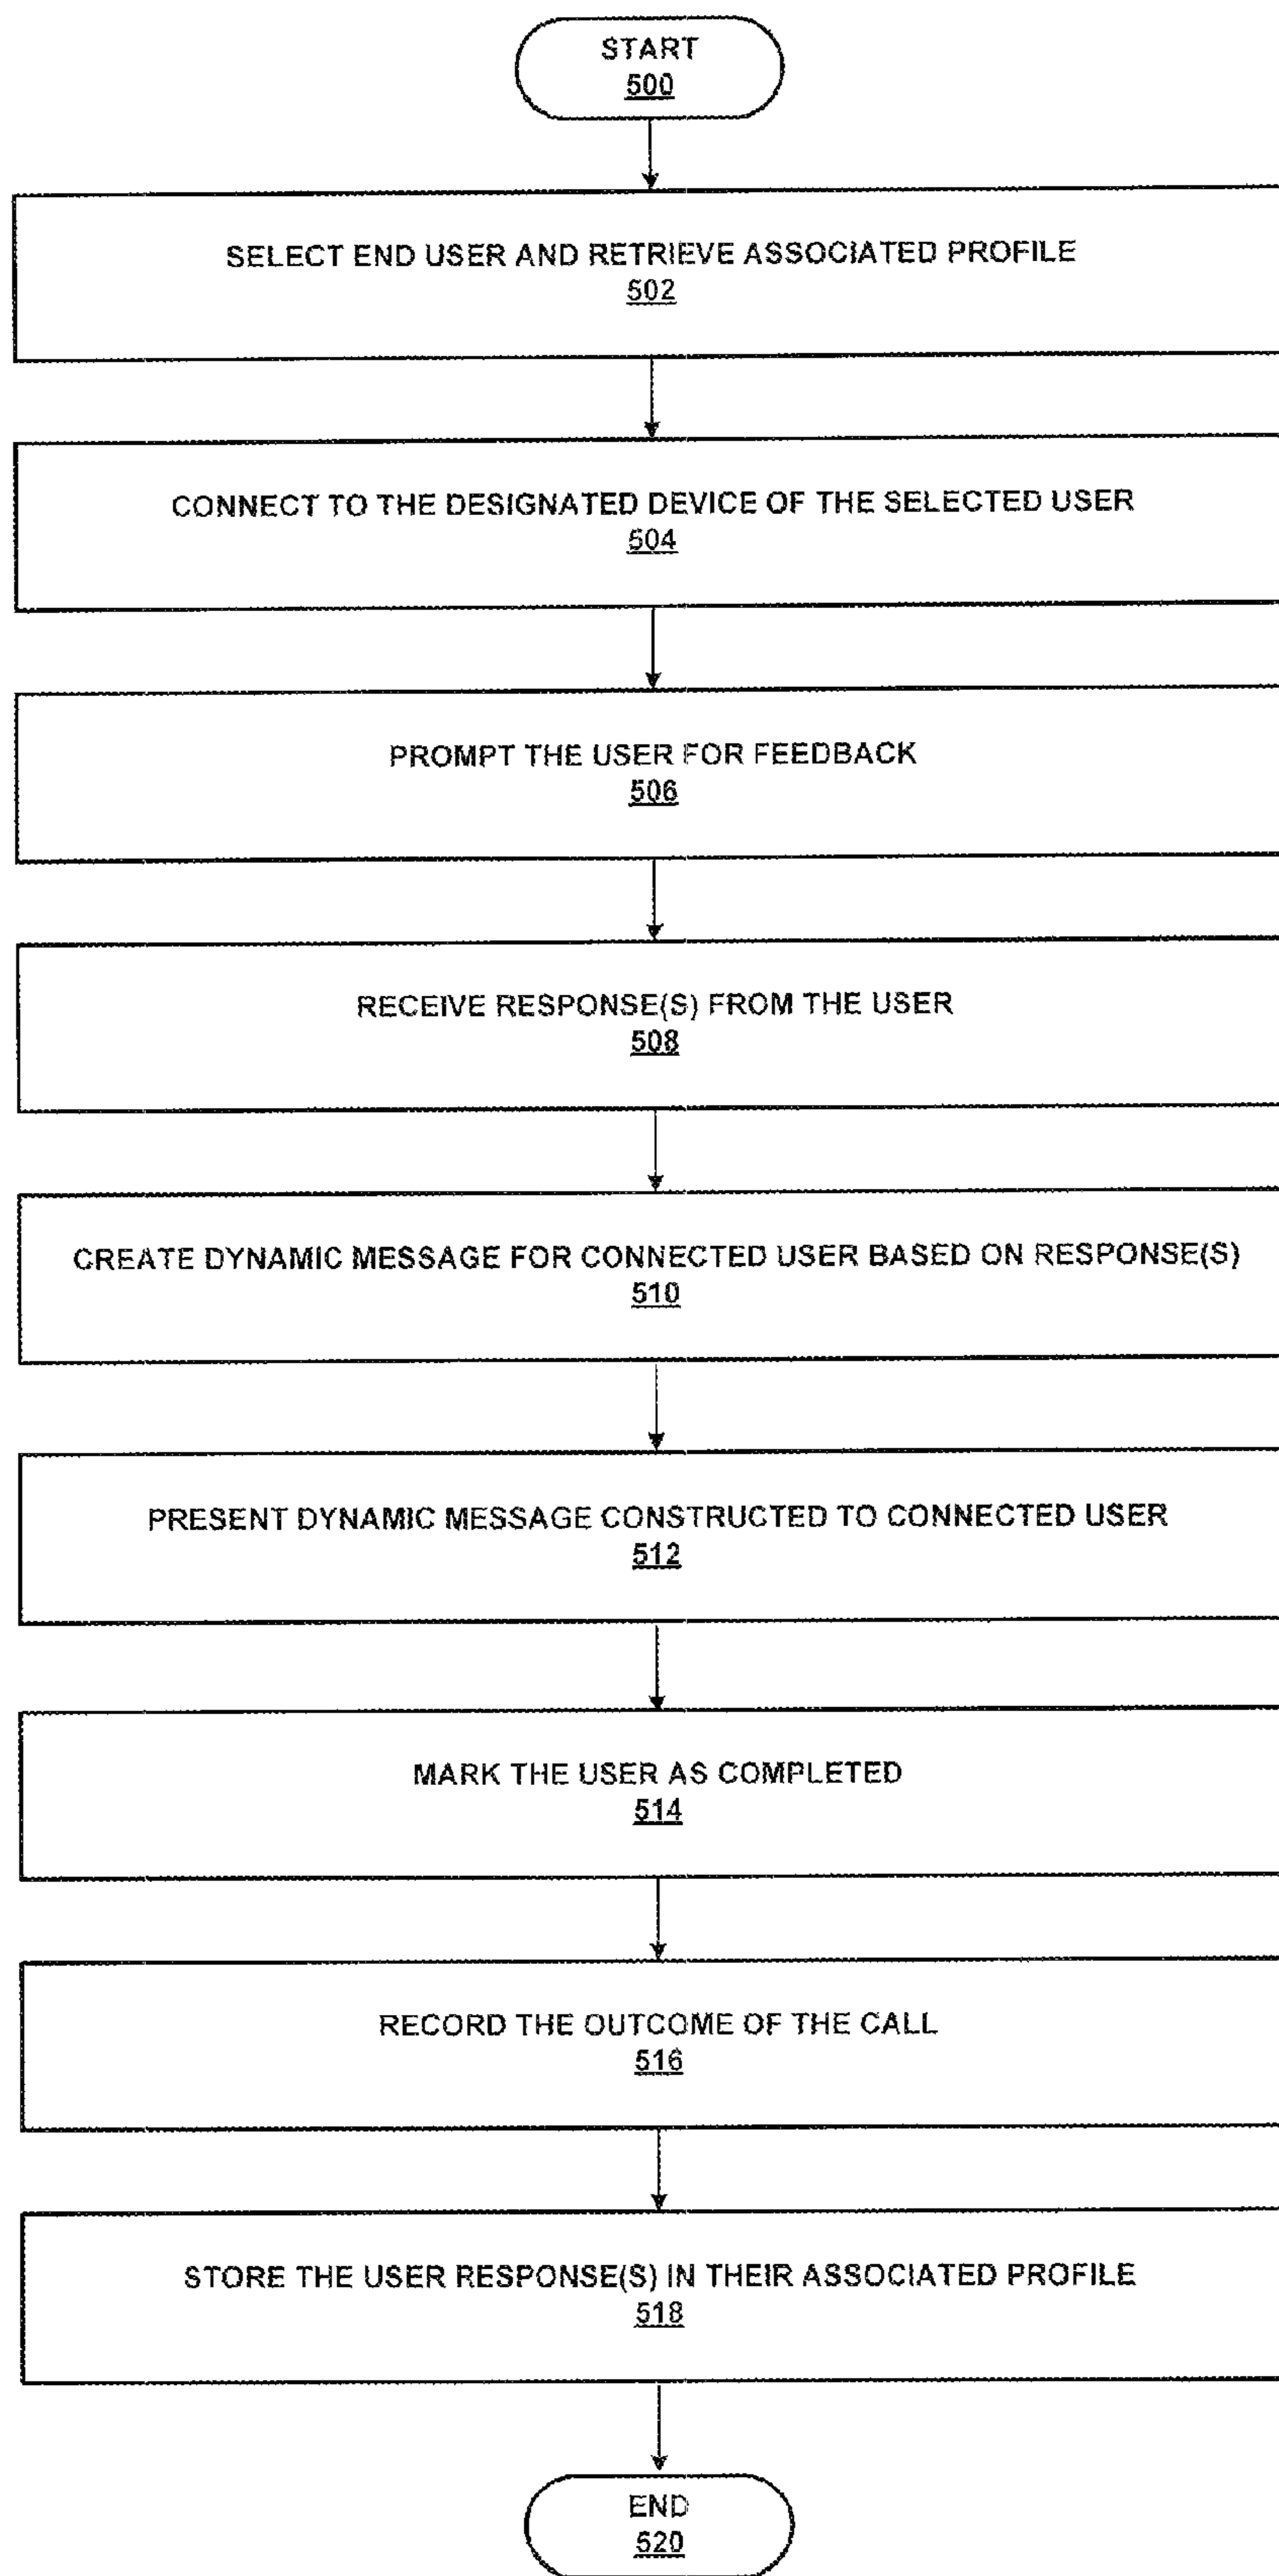 START
500
SELECT END USER AND RETRIEVE ASSOCIATED PROFILE
502
CONNECT TO THE DESIGNATED DEVICE OF THE SELECTED USER
504
PROMPT THE USER FOR FEEDBACK
506
RECEIVE RESPONSE(S) FROM THE USER
508
CREATE DYNAMIC MESSAGE FOR CONNECTED USER BASED ON RESPONSE(S)
510
PRESENT DYNAMIC MESSAGE CONSTRUCTED TO CONNECTED USER
512
MARK THE USER AS COMPLETED
514
RECORD THE OUTCOME OF THE CALL
516
STORE THE USER RESPONSE(S) IN THEIR ASSOCIATED PROFILE
518
END
520